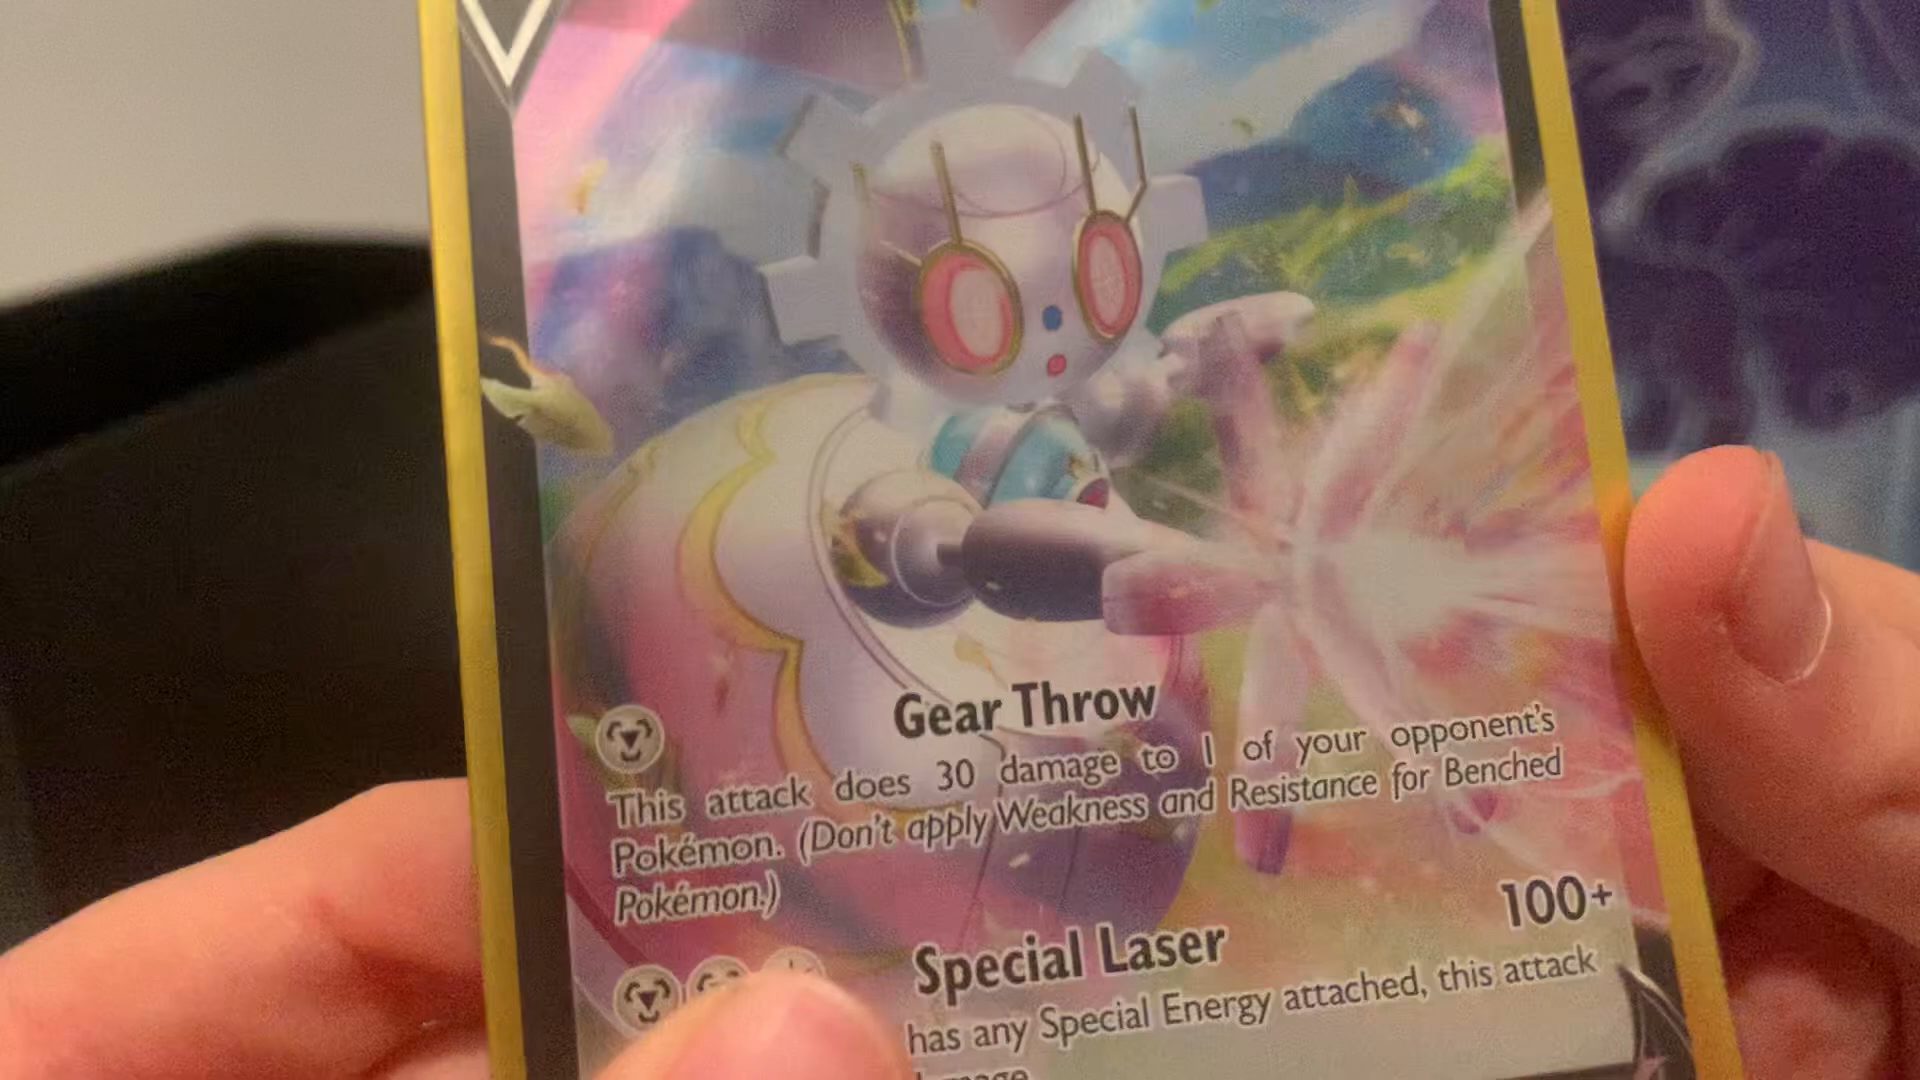 Gear Throw
This attack does 30 damage to 1 of your opponent's
Pokémon. (Don't apply Weakness and Resistance for Benched
Pokémon.)
Special Laser 100+
has any Special Energy attached, this attack